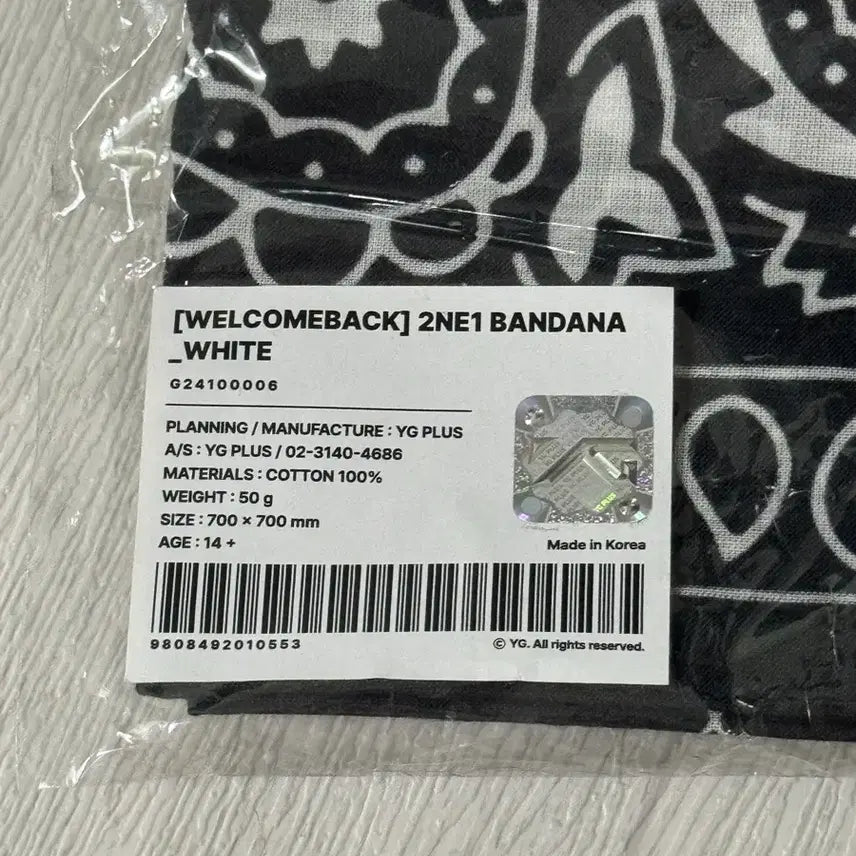 [WELCOMEBACK] 2NE1 BANDANA
_WHITE
G24100006
PLANNING / MANUFACTURE : YG PLUS
A/S : YG PLUS / 02-3140-4686
MATERIALS : COTTON 100%
WEIGHT : 50 g
SIZE : 700 × 700 mm
AGE : 14 +
Made in Korea
9808492010553
© YG. All rights reserved.